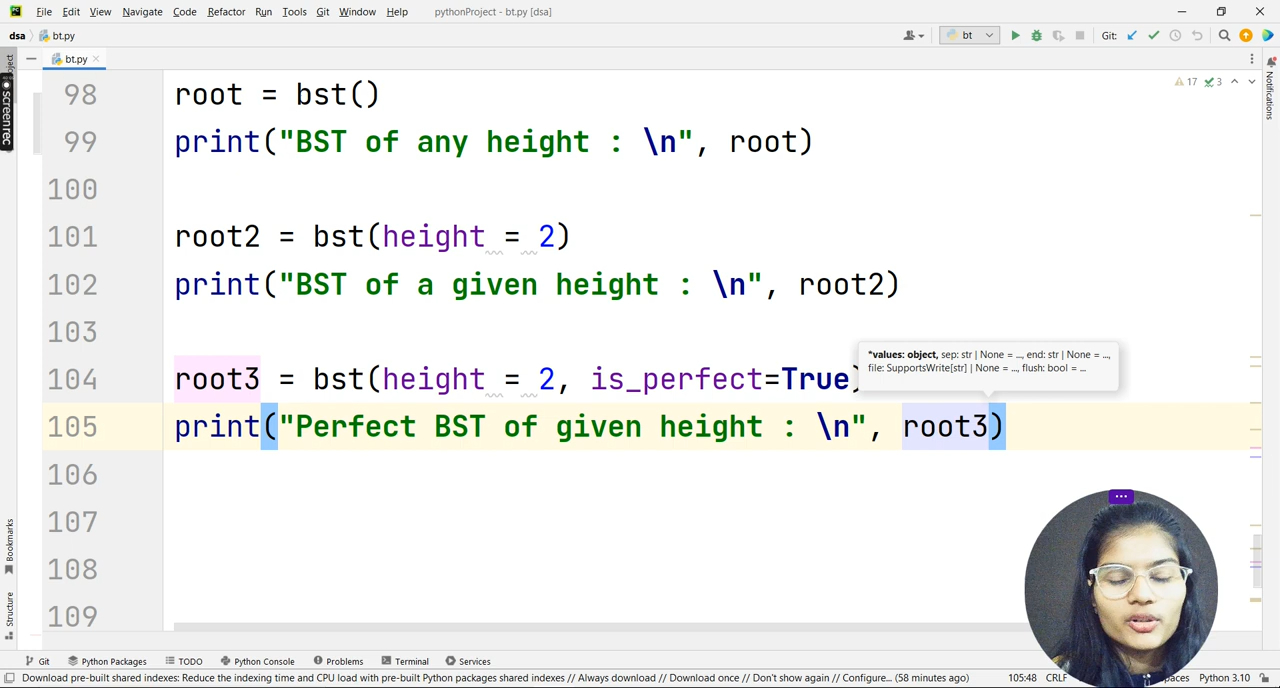 File Edit View Navigate Code Refactor Run Tools Git Window Help pythonProject - bt.py [dsa]
dsa bt.py bt Git:
bt.py
17 3
Notifications
screenrec
98 root = bst()
99 print("BST of any height : \n", root)
100
101 root2 = bst(height = 2)
102 print("BST of a given height : \n", root2)
103
*values: object, sep: str | None = ..., end: str | None = ...,
file: SupportsWrite[str] | None = ..., flush: bool = ...
104 root3 = bst(height = 2, is_perfect=True)
105 print("Perfect BST of given height : \n", root3)
106
107
108
109
Bookmarks
Structure
Git Python Packages TODO Python Console Problems Terminal Services
Download pre-built shared indexes: Reduce the indexing time and CPU load with pre-built Python packages shared indexes // Always download // Download once // Don't show again // Configure... (58 minutes ago) 105:48 CRLF Python 3.10